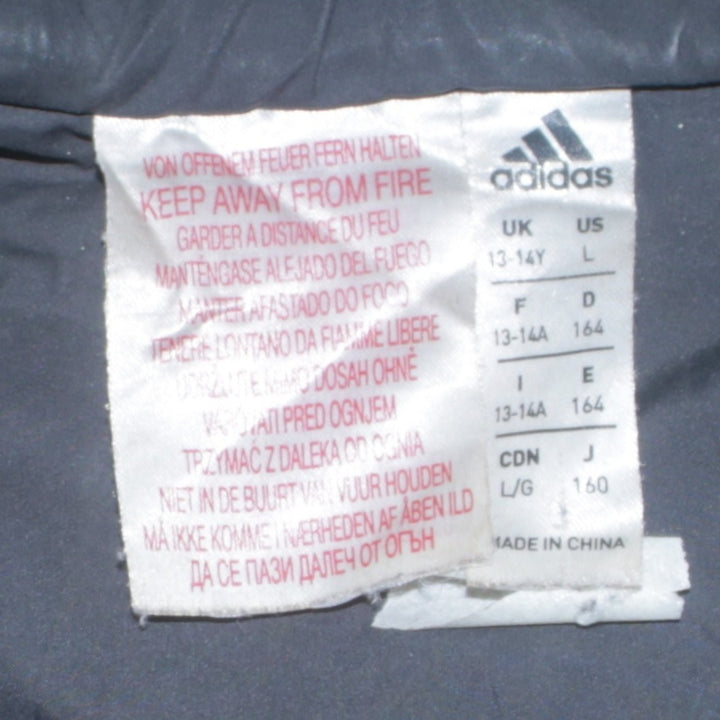 VON OFFENEM FEUER FERN HALTEN
KEEP AWAY FROM FIRE
GARDER A DISTANCE DU FEU
MANTÉNGASE ALEJADO DEL FUEGO
MANTER AFASTADO DO FOGO
TENERE LONTANO DA FIAMME LIBERE
MIMO DOSAH OHNĚ
PRED OGNJEM
TRZYMAĆ Z DALEKA OD OGNIA
NIET IN DE BUURT VAN VUUR HOUDEN
MÅ IKKE KOMME I NÆRHEDEN AF ÅBEN ILD
ДА СЕ ПАЗИ ДАЛЕЧ ОТ ОГЪН
adidas
UK US
13-14Y L
F D
13-14A 164
I E
13-14A 164
CDN J
L/G 160
MADE IN CHINA